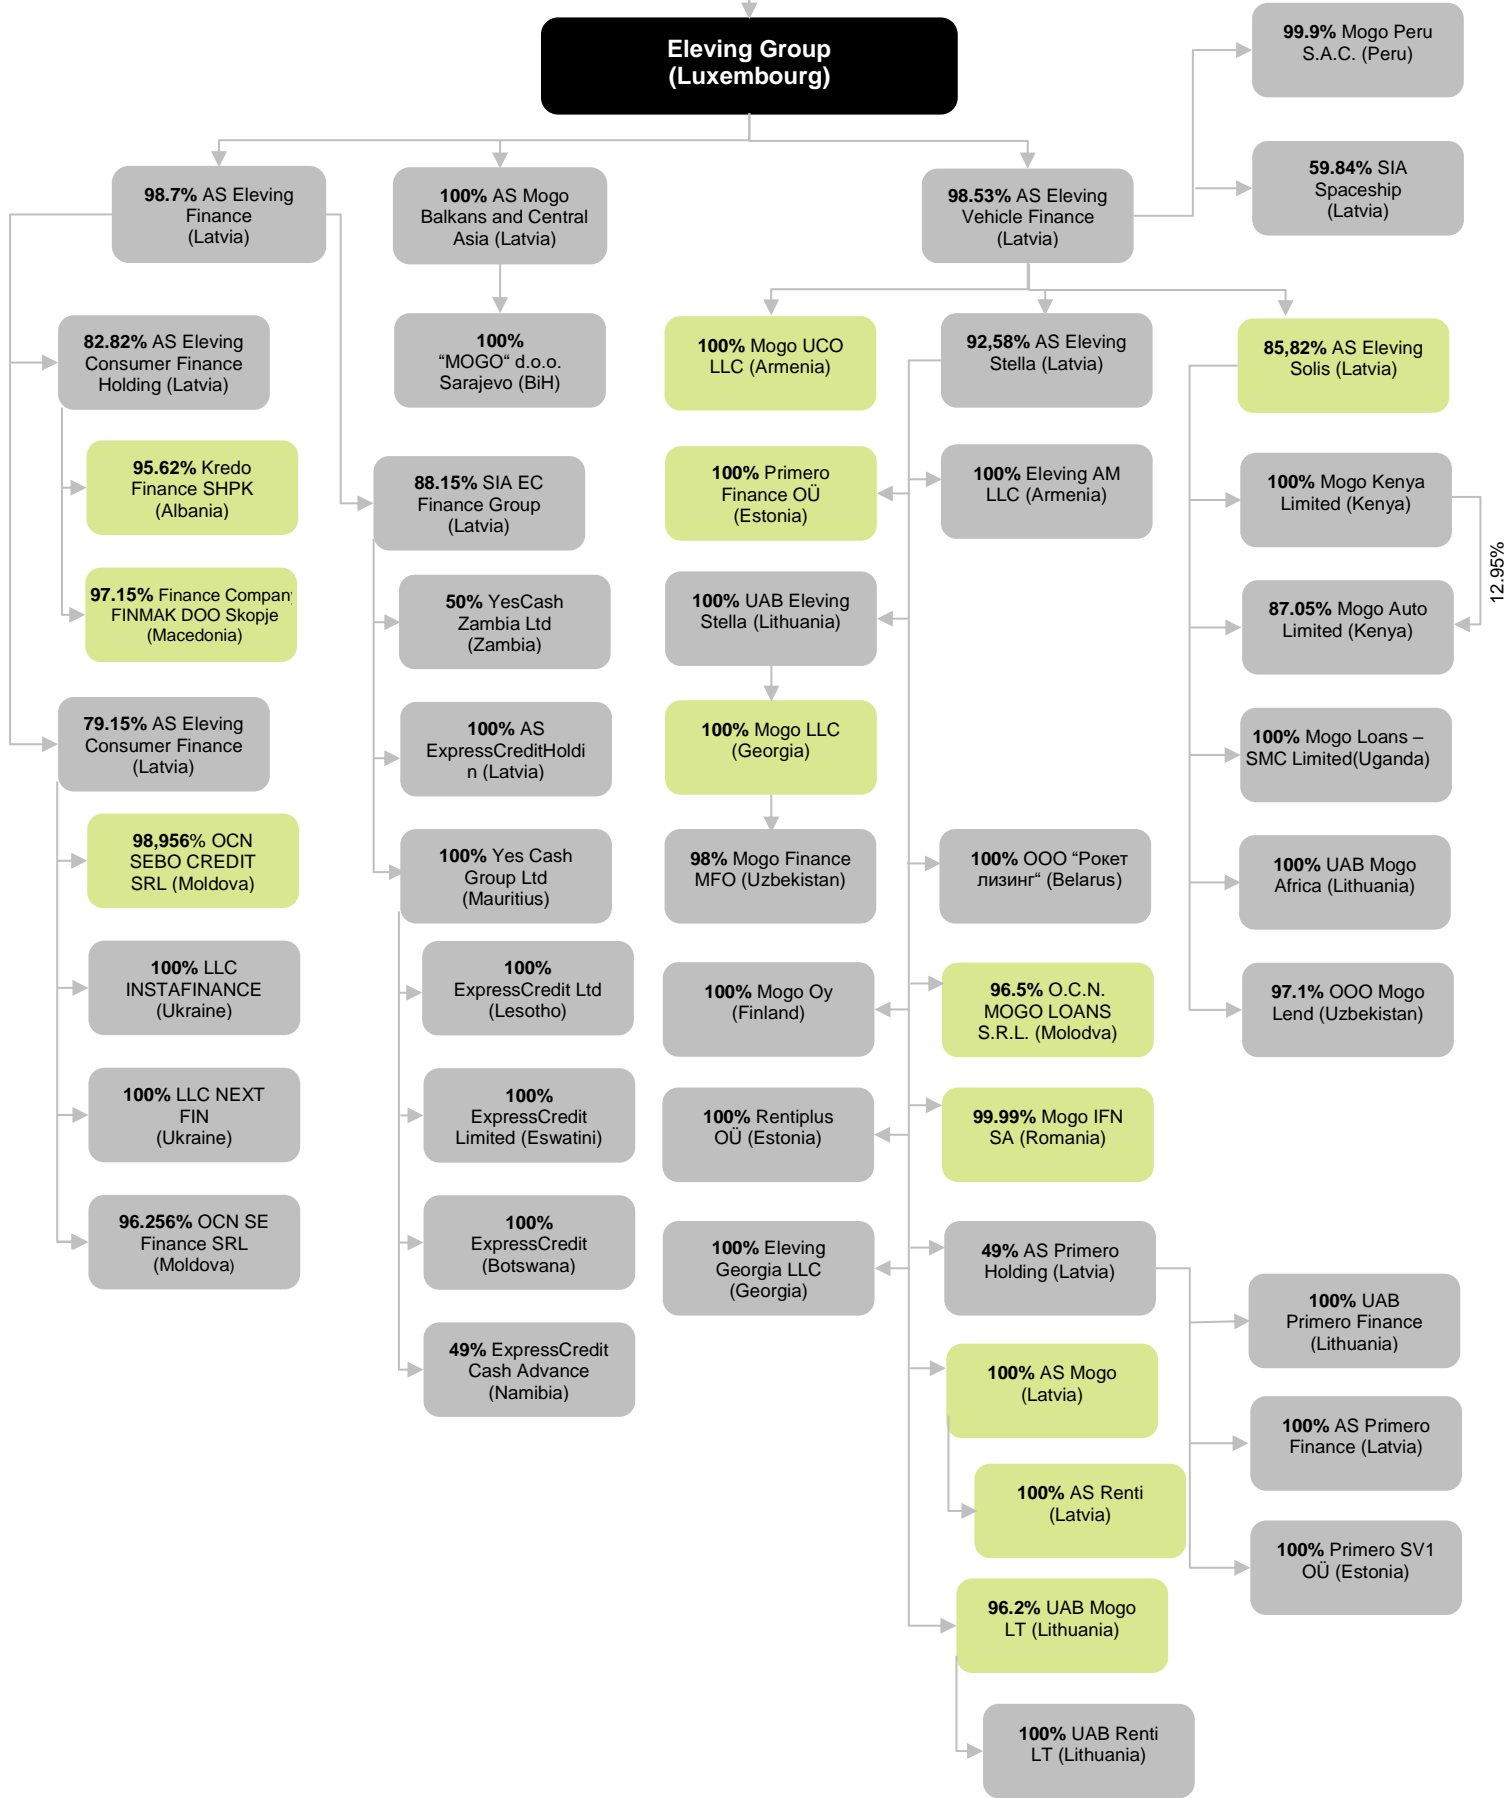 Eleving Group
(Luxembourg)
99.9% Mogo Peru
S.A.C. (Peru)
59.84% SIA
Spaceship
(Latvia)
98.7% AS Eleving
Finance
(Latvia)
100% AS Mogo
Balkans and Central
Asia (Latvia)
98.53% AS Eleving
Vehicle Finance
(Latvia)
82.82% AS Eleving
Consumer Finance
Holding (Latvia)
100%
“MOGO“ d.o.o.
Sarajevo (BiH)
100% Mogo UCO
LLC (Armenia)
92,58% AS Eleving
Stella (Latvia)
85,82% AS Eleving
Solis (Latvia)
95.62% Kredo
Finance SHPK
(Albania)
88.15% SIA EC
Finance Group
(Latvia)
100% Primero
Finance OÜ
(Estonia)
100% Eleving AM
LLC (Armenia)
100% Mogo Kenya
Limited (Kenya)
12.95%
97.15% Finance Company
FINMAK DOO Skopje
(Macedonia)
50% YesCash
Zambia Ltd
(Zambia)
100% UAB Eleving
Stella (Lithuania)
87.05% Mogo Auto
Limited (Kenya)
79.15% AS Eleving
Consumer Finance
(Latvia)
100% AS
ExpressCreditHoldi
n (Latvia)
100% Mogo LLC
(Georgia)
100% Mogo Loans –
SMC Limited(Uganda)
98,956% OCN
SEBO CREDIT
SRL (Moldova)
100% Yes Cash
Group Ltd
(Mauritius)
98% Mogo Finance
MFO (Uzbekistan)
100% ООО “Рокет
лизинг“ (Belarus)
100% UAB Mogo
Africa (Lithuania)
100% LLC
INSTAFINANCE
(Ukraine)
100%
ExpressCredit Ltd
(Lesotho)
100% Mogo Oy
(Finland)
96.5% O.C.N.
MOGO LOANS
S.R.L. (Molodva)
97.1% OOO Mogo
Lend (Uzbekistan)
100% LLC NEXT
FIN
(Ukraine)
100%
ExpressCredit
Limited (Eswatini)
100% Rentiplus
OÜ (Estonia)
99.99% Mogo IFN
SA (Romania)
96.256% OCN SE
Finance SRL
(Moldova)
100%
ExpressCredit
(Botswana)
100% Eleving
Georgia LLC
(Georgia)
49% AS Primero
Holding (Latvia)
100% UAB
Primero Finance
(Lithuania)
49% ExpressCredit
Cash Advance
(Namibia)
100% AS Mogo
(Latvia)
100% AS Primero
Finance (Latvia)
100% AS Renti
(Latvia)
100% Primero SV1
OÜ (Estonia)
96.2% UAB Mogo
LT (Lithuania)
100% UAB Renti
LT (Lithuania)